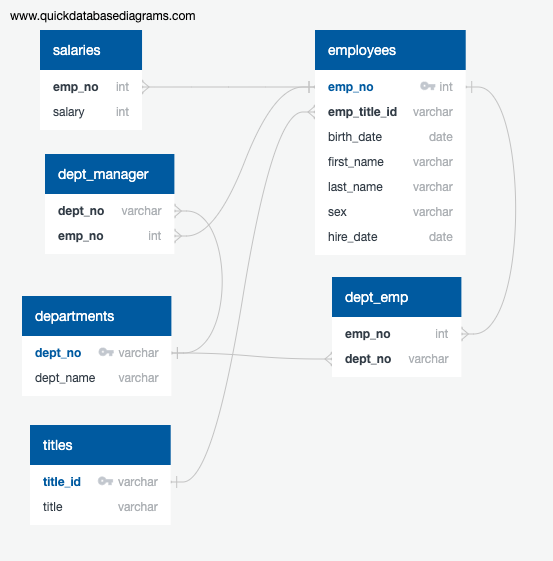 www.quickdatabasediagrams.com
salaries
emp_no int
salary int
employees
emp_no int
emp_title_id varchar
birth_date date
first_name varchar
last_name varchar
sex varchar
hire_date date
dept_manager
dept_no varchar
emp_no int
dept_emp
emp_no int
dept_no varchar
departments
dept_no varchar
dept_name varchar
titles
title_id varchar
title varchar